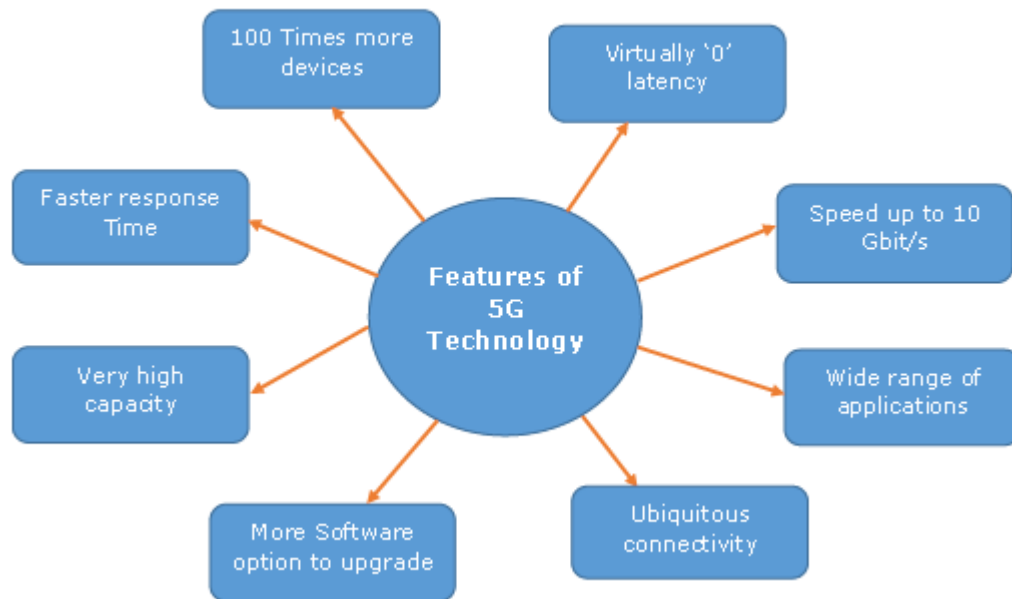 100 Times more
devices
Virtually ‘0’
latency
Faster response
Time
Speed up to 10
Gbit/s
Features of
5G
Technology
Very high
capacity
Wide range of
applications
More Software
option to upgrade
Ubiquitous
connectivity